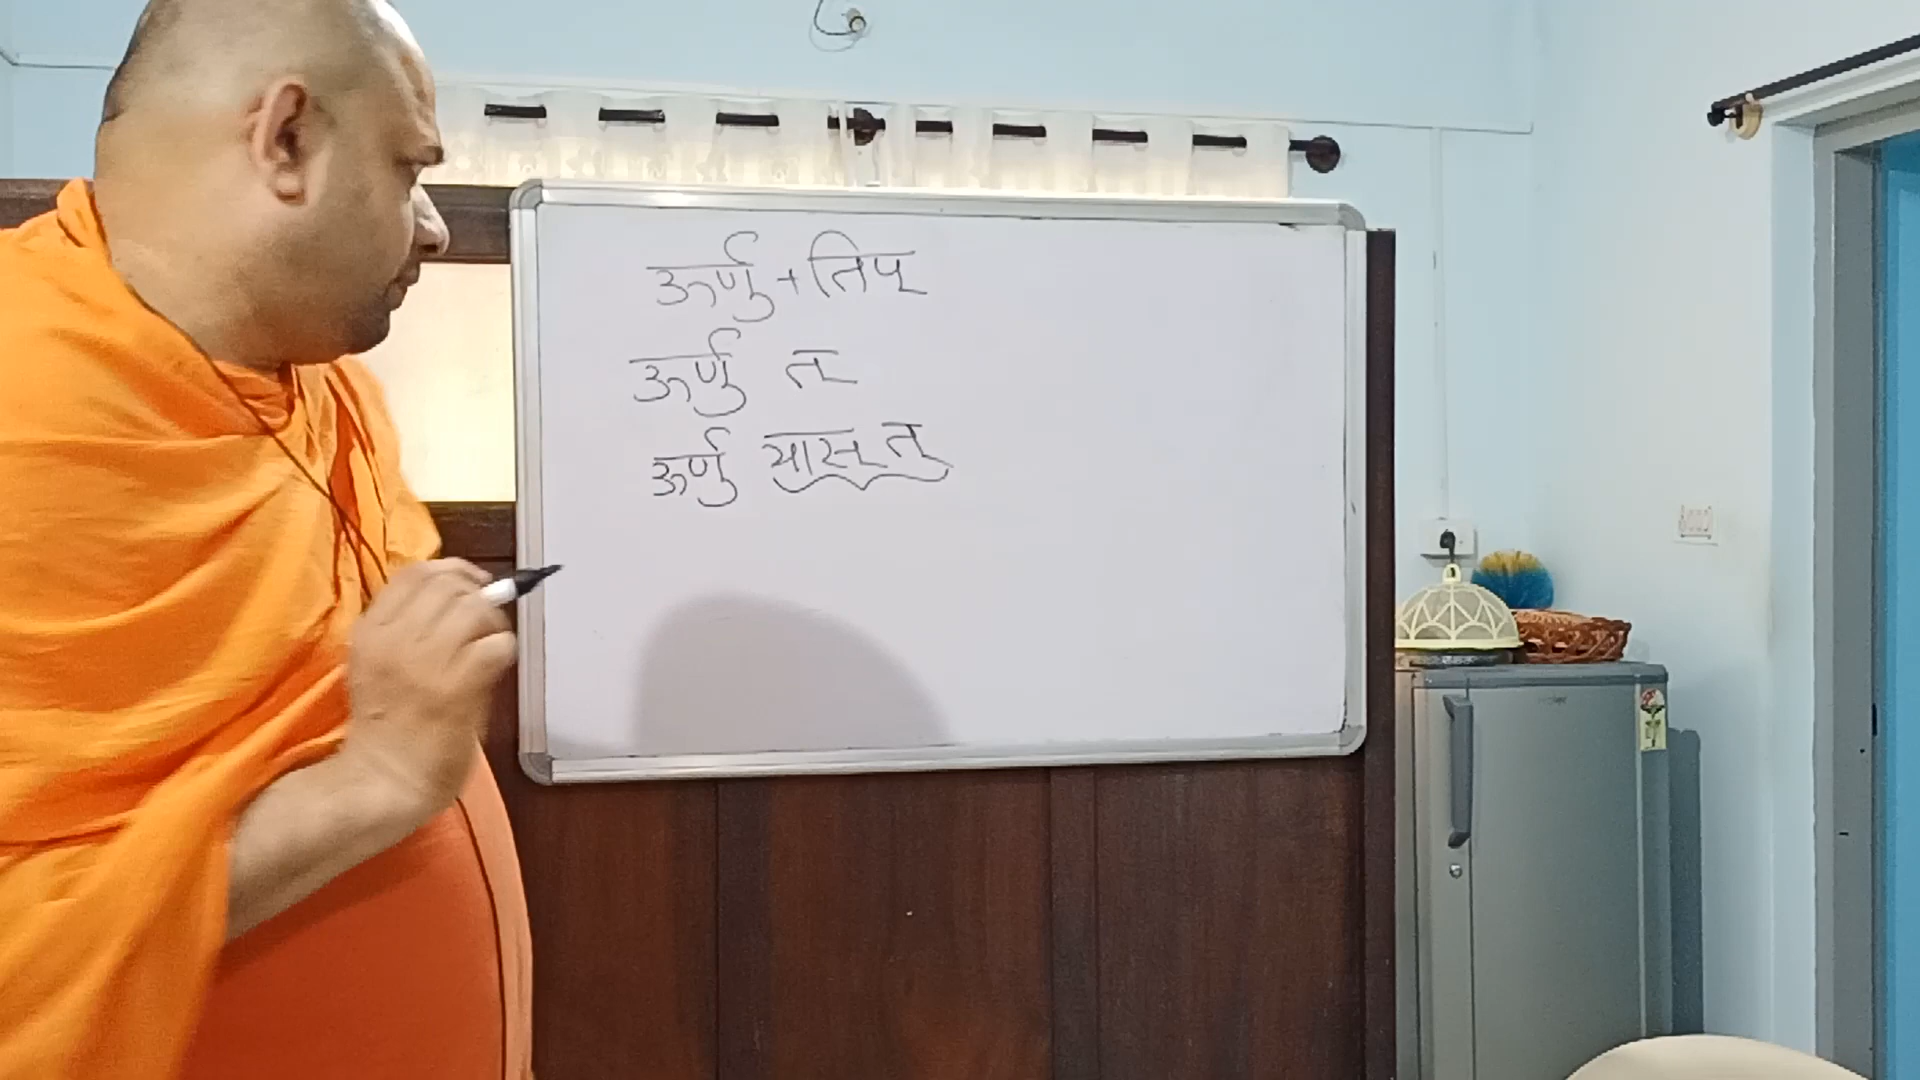 ऊर्णु + तिप्
ऊर्णु त्
ऊर्णु यास् त्